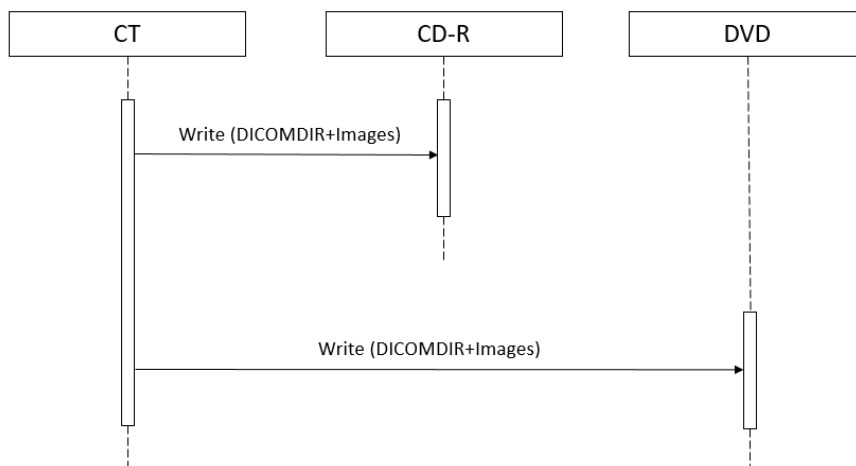 CT
CD-R
DVD
Write (DICOMDIR+Images)
Write (DICOMDIR+Images)